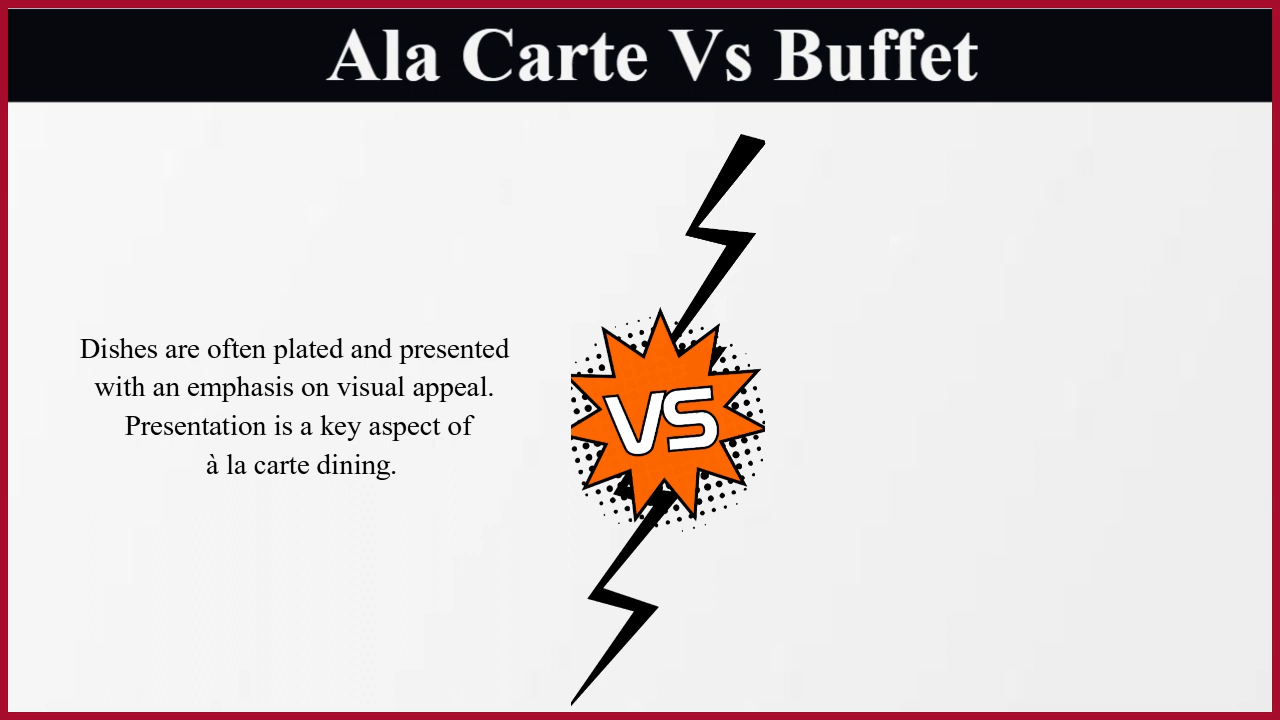 Ala Carte Vs Buffet
Dishes are often plated and presented
with an emphasis on visual appeal.
Presentation is a key aspect of
à la carte dining.
VS